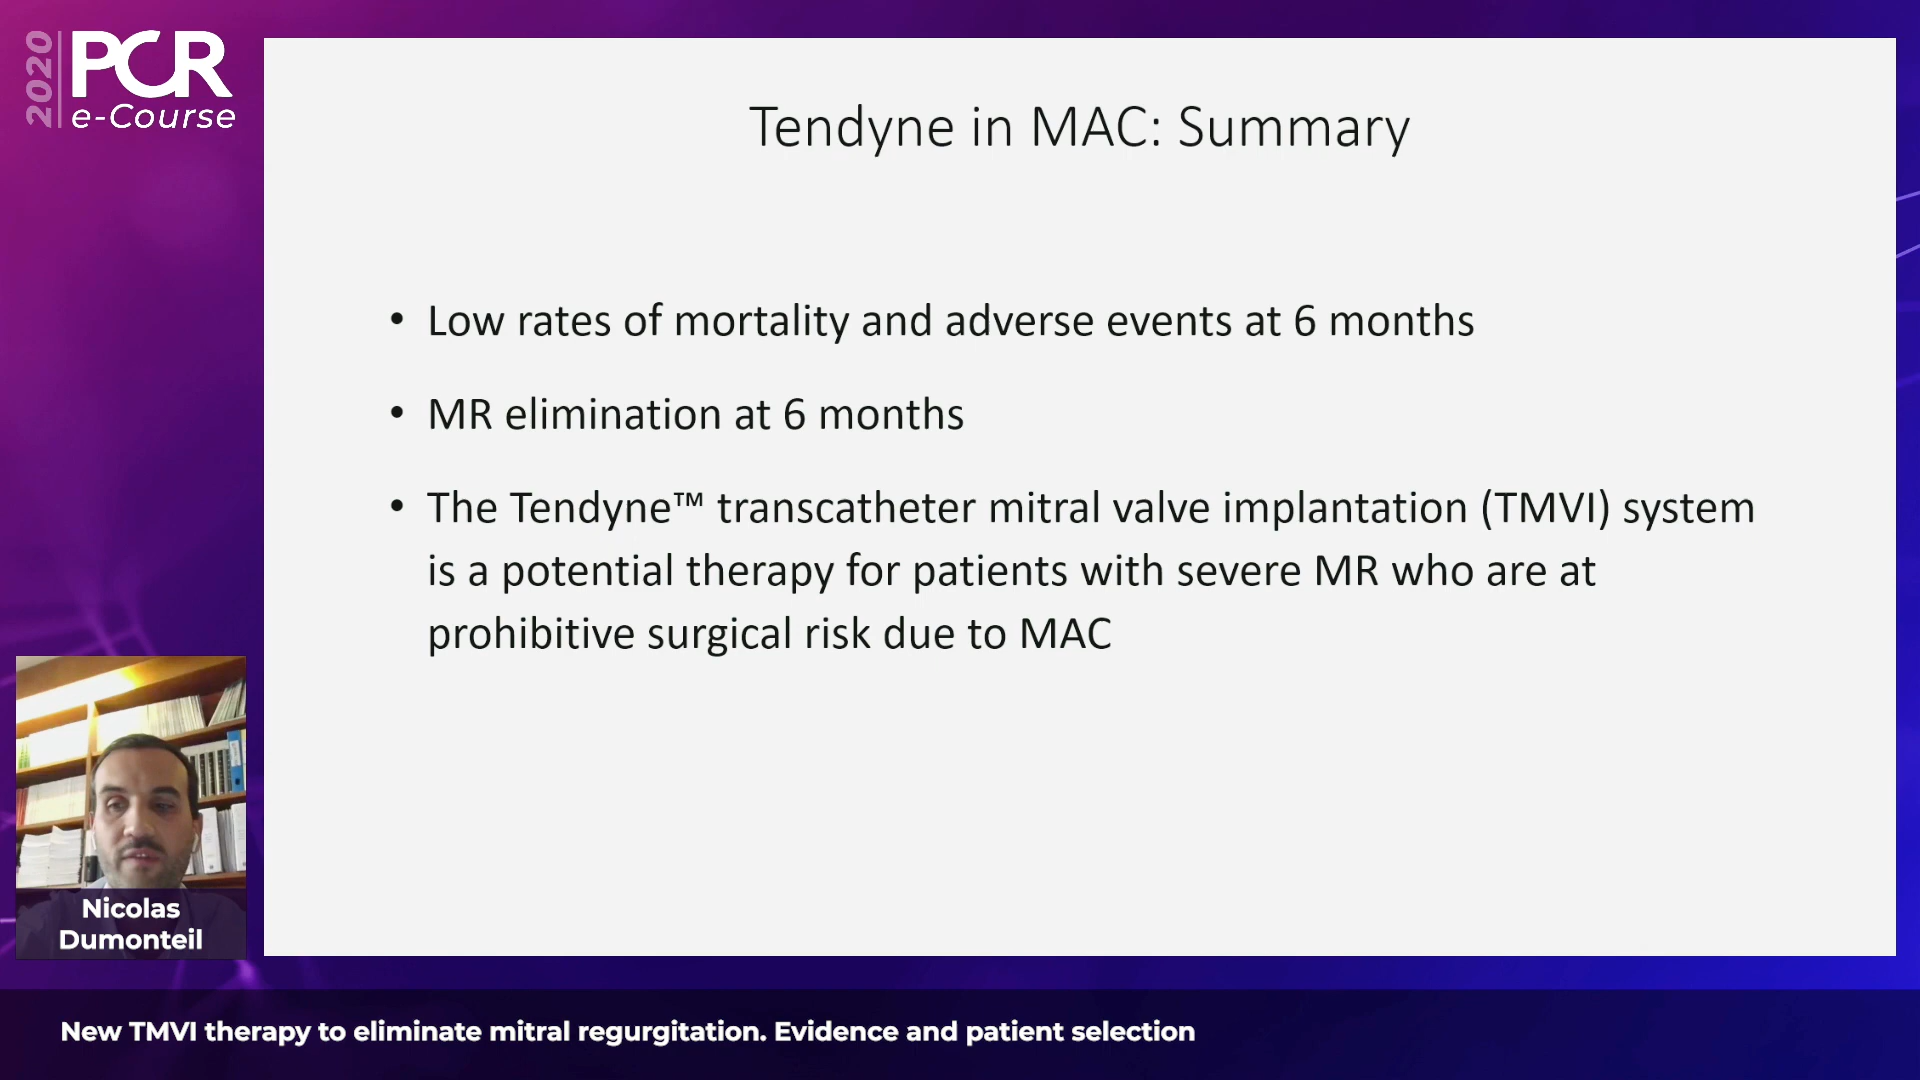 2020
PCR
e-Course
Tendyne in MAC: Summary
• Low rates of mortality and adverse events at 6 months
• MR elimination at 6 months
• The Tendyne™ transcatheter mitral valve implantation (TMVI) system
is a potential therapy for patients with severe MR who are at
prohibitive surgical risk due to MAC
Nicolas
Dumonteil
New TMVI therapy to eliminate mitral regurgitation. Evidence and patient selection